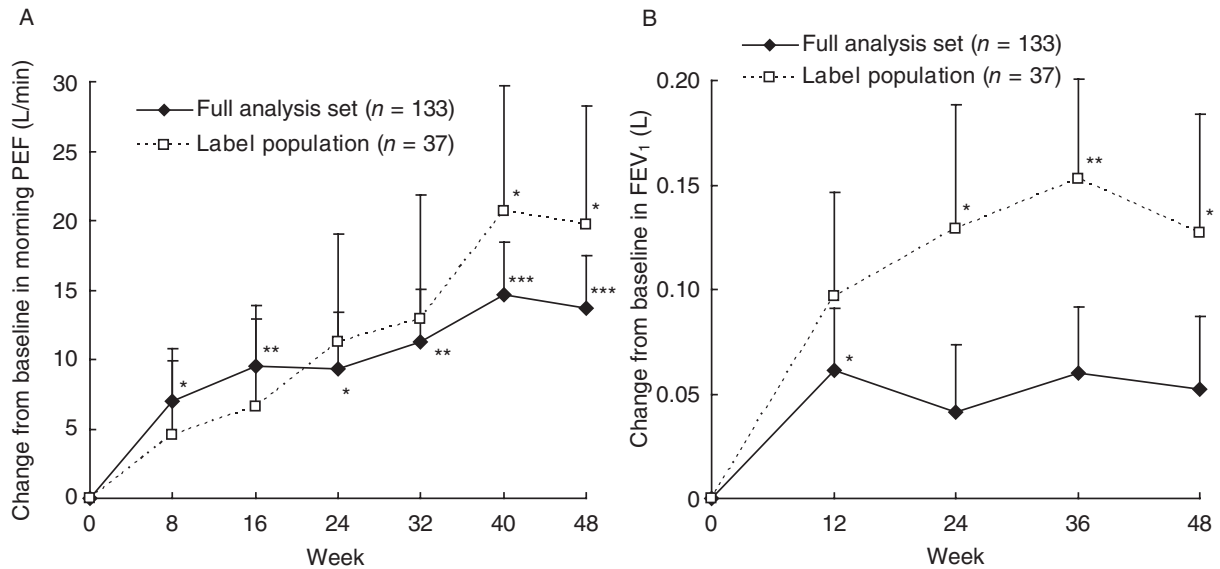 A
Change from baseline in morning PEF (L/min)
30
25
20
15
10
5
0
Full analysis set (n = 133)
Label population (n = 37)
*
**
*
**
***
***
*
*
0 8 16 24 32 40 48
Week
B
Change from baseline in FEV₁ (L)
Full analysis set (n = 133)
Label population (n = 37)
0.20
0.15
0.10
0.05
0.00
*
*
**
*
0 12 24 36 48
Week